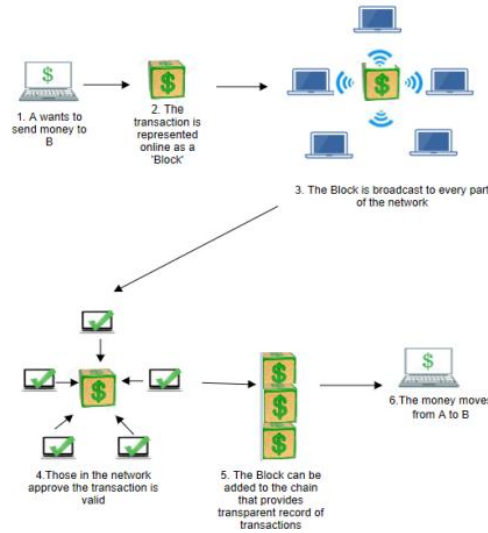 1. A wants to
send money to
B
2. The
transaction is
represented
online as a
'Block'
3. The Block is broadcast to every part
of the network
4.Those in the network
approve the transaction is
valid
5. The Block can be
added to the chain
that provides
transparent record of
transactions
6.The money moves
from A to B